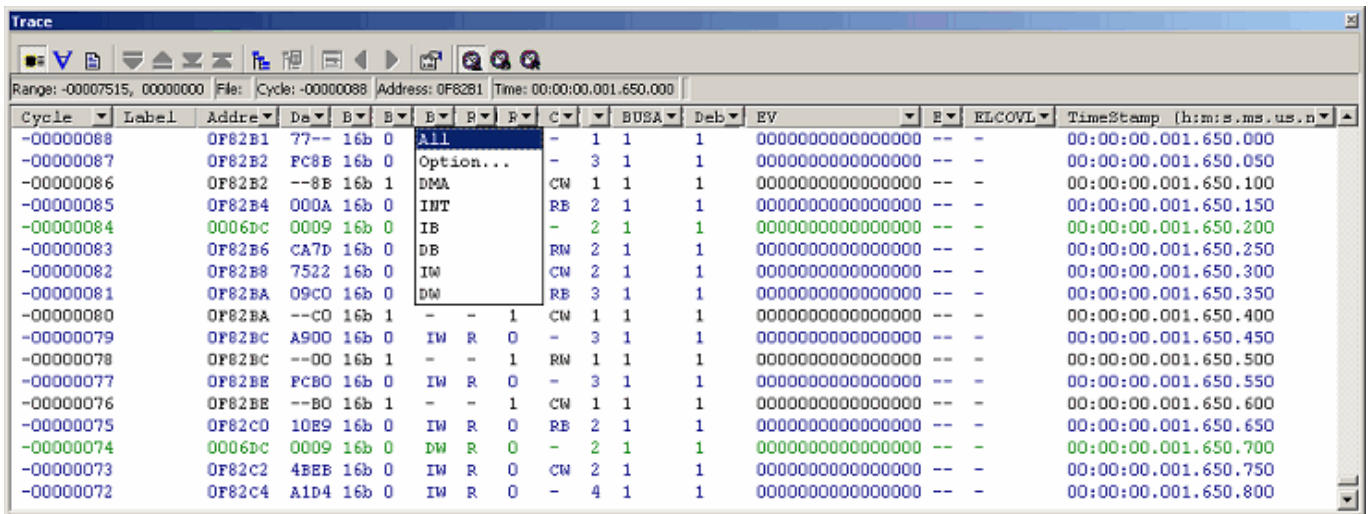 Trace
Range: -00007515, 00000000 File: Cycle: -00000088 Address: 0F82B1 Time: 00:00:00.001.650.000
Cycle Label Addre Da B B B R R C BUSA Deb EV E ELCOVL TimeStamp (h:m:s.ms.us.n
-00000088 0F82B1 77-- 16b 0 All - 1 1 1 0000000000000000 -- - 00:00:00.001.650.000
-00000087 0F82B2 FC8B 16b 0 Option... - 3 1 1 0000000000000000 -- - 00:00:00.001.650.050
-00000086 0F82B2 --8B 16b 1 DMA CW 1 1 1 0000000000000000 -- - 00:00:00.001.650.100
-00000085 0F82B4 000A 16b 0 INT RB 2 1 1 0000000000000000 -- - 00:00:00.001.650.150
-00000084 0006DC 0009 16b 0 IB - 2 1 1 0000000000000000 -- - 00:00:00.001.650.200
-00000083 0F82B6 CA7D 16b 0 DB RW 2 1 1 0000000000000000 -- - 00:00:00.001.650.250
-00000082 0F82B8 7522 16b 0 IW CW 2 1 1 0000000000000000 -- - 00:00:00.001.650.300
-00000081 0F82BA 09C0 16b 0 DW RB 3 1 1 0000000000000000 -- - 00:00:00.001.650.350
-00000080 0F82BA --C0 16b 1 - - 1 CW 1 1 1 0000000000000000 -- - 00:00:00.001.650.400
-00000079 0F82BC A900 16b 0 IW R 0 - 3 1 1 0000000000000000 -- - 00:00:00.001.650.450
-00000078 0F82BC --00 16b 1 - - 1 RW 1 1 1 0000000000000000 -- - 00:00:00.001.650.500
-00000077 0F82BE FCB0 16b 0 IW R 0 - 3 1 1 0000000000000000 -- - 00:00:00.001.650.550
-00000076 0F82BE --B0 16b 1 - - 1 CW 1 1 1 0000000000000000 -- - 00:00:00.001.650.600
-00000075 0F82C0 10E9 16b 0 IW R 0 RB 2 1 1 0000000000000000 -- - 00:00:00.001.650.650
-00000074 0006DC 0009 16b 0 DW R 0 - 2 1 1 0000000000000000 -- - 00:00:00.001.650.700
-00000073 0F82C2 4BEB 16b 0 IW R 0 CW 2 1 1 0000000000000000 -- - 00:00:00.001.650.750
-00000072 0F82C4 A1D4 16b 0 IW R 0 - 4 1 1 0000000000000000 -- - 00:00:00.001.650.800